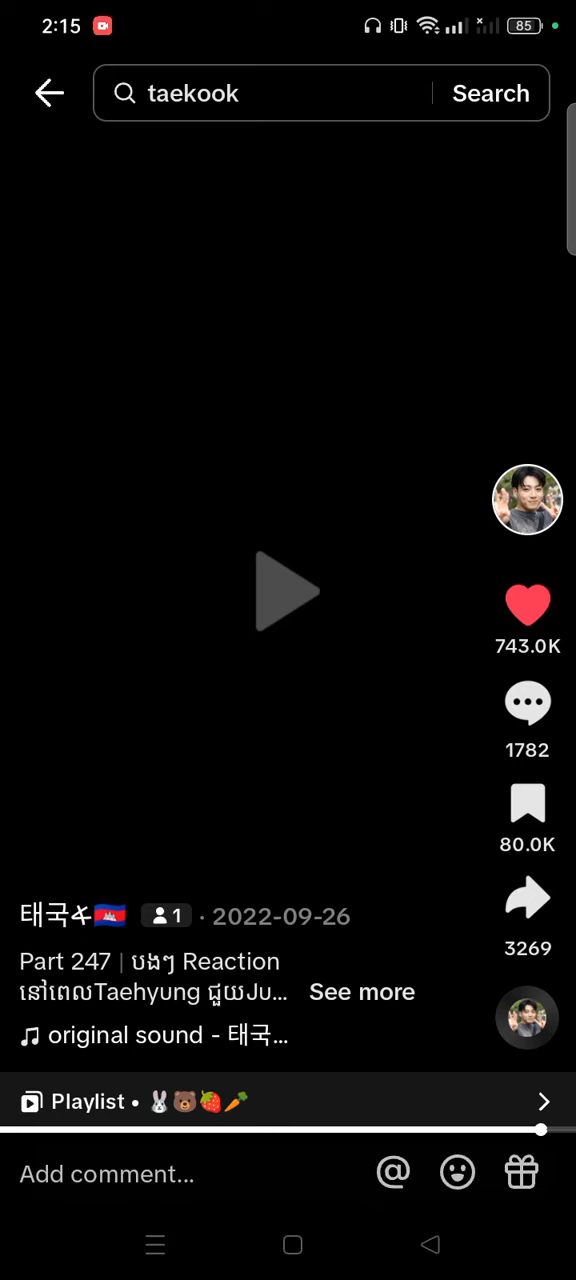 2:15
85
taekook
Search
743.0K
1782
80.0K
3269
태국⼶🇰🇭 1 · 2022-09-26
Part 247 | បងៗ Reaction
នៅពេលTaehyung ជួយJu... See more
original sound - 태국...
Playlist • 🐰🐻🍓🥕
Add comment...